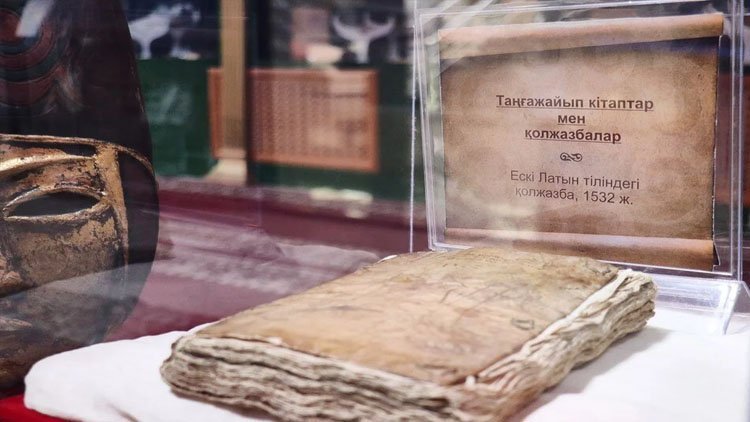 Таңғажайып кітаптар
мен
қолжазбалар
Ескі Латын тіліндегі
қолжазба, 1532 ж.